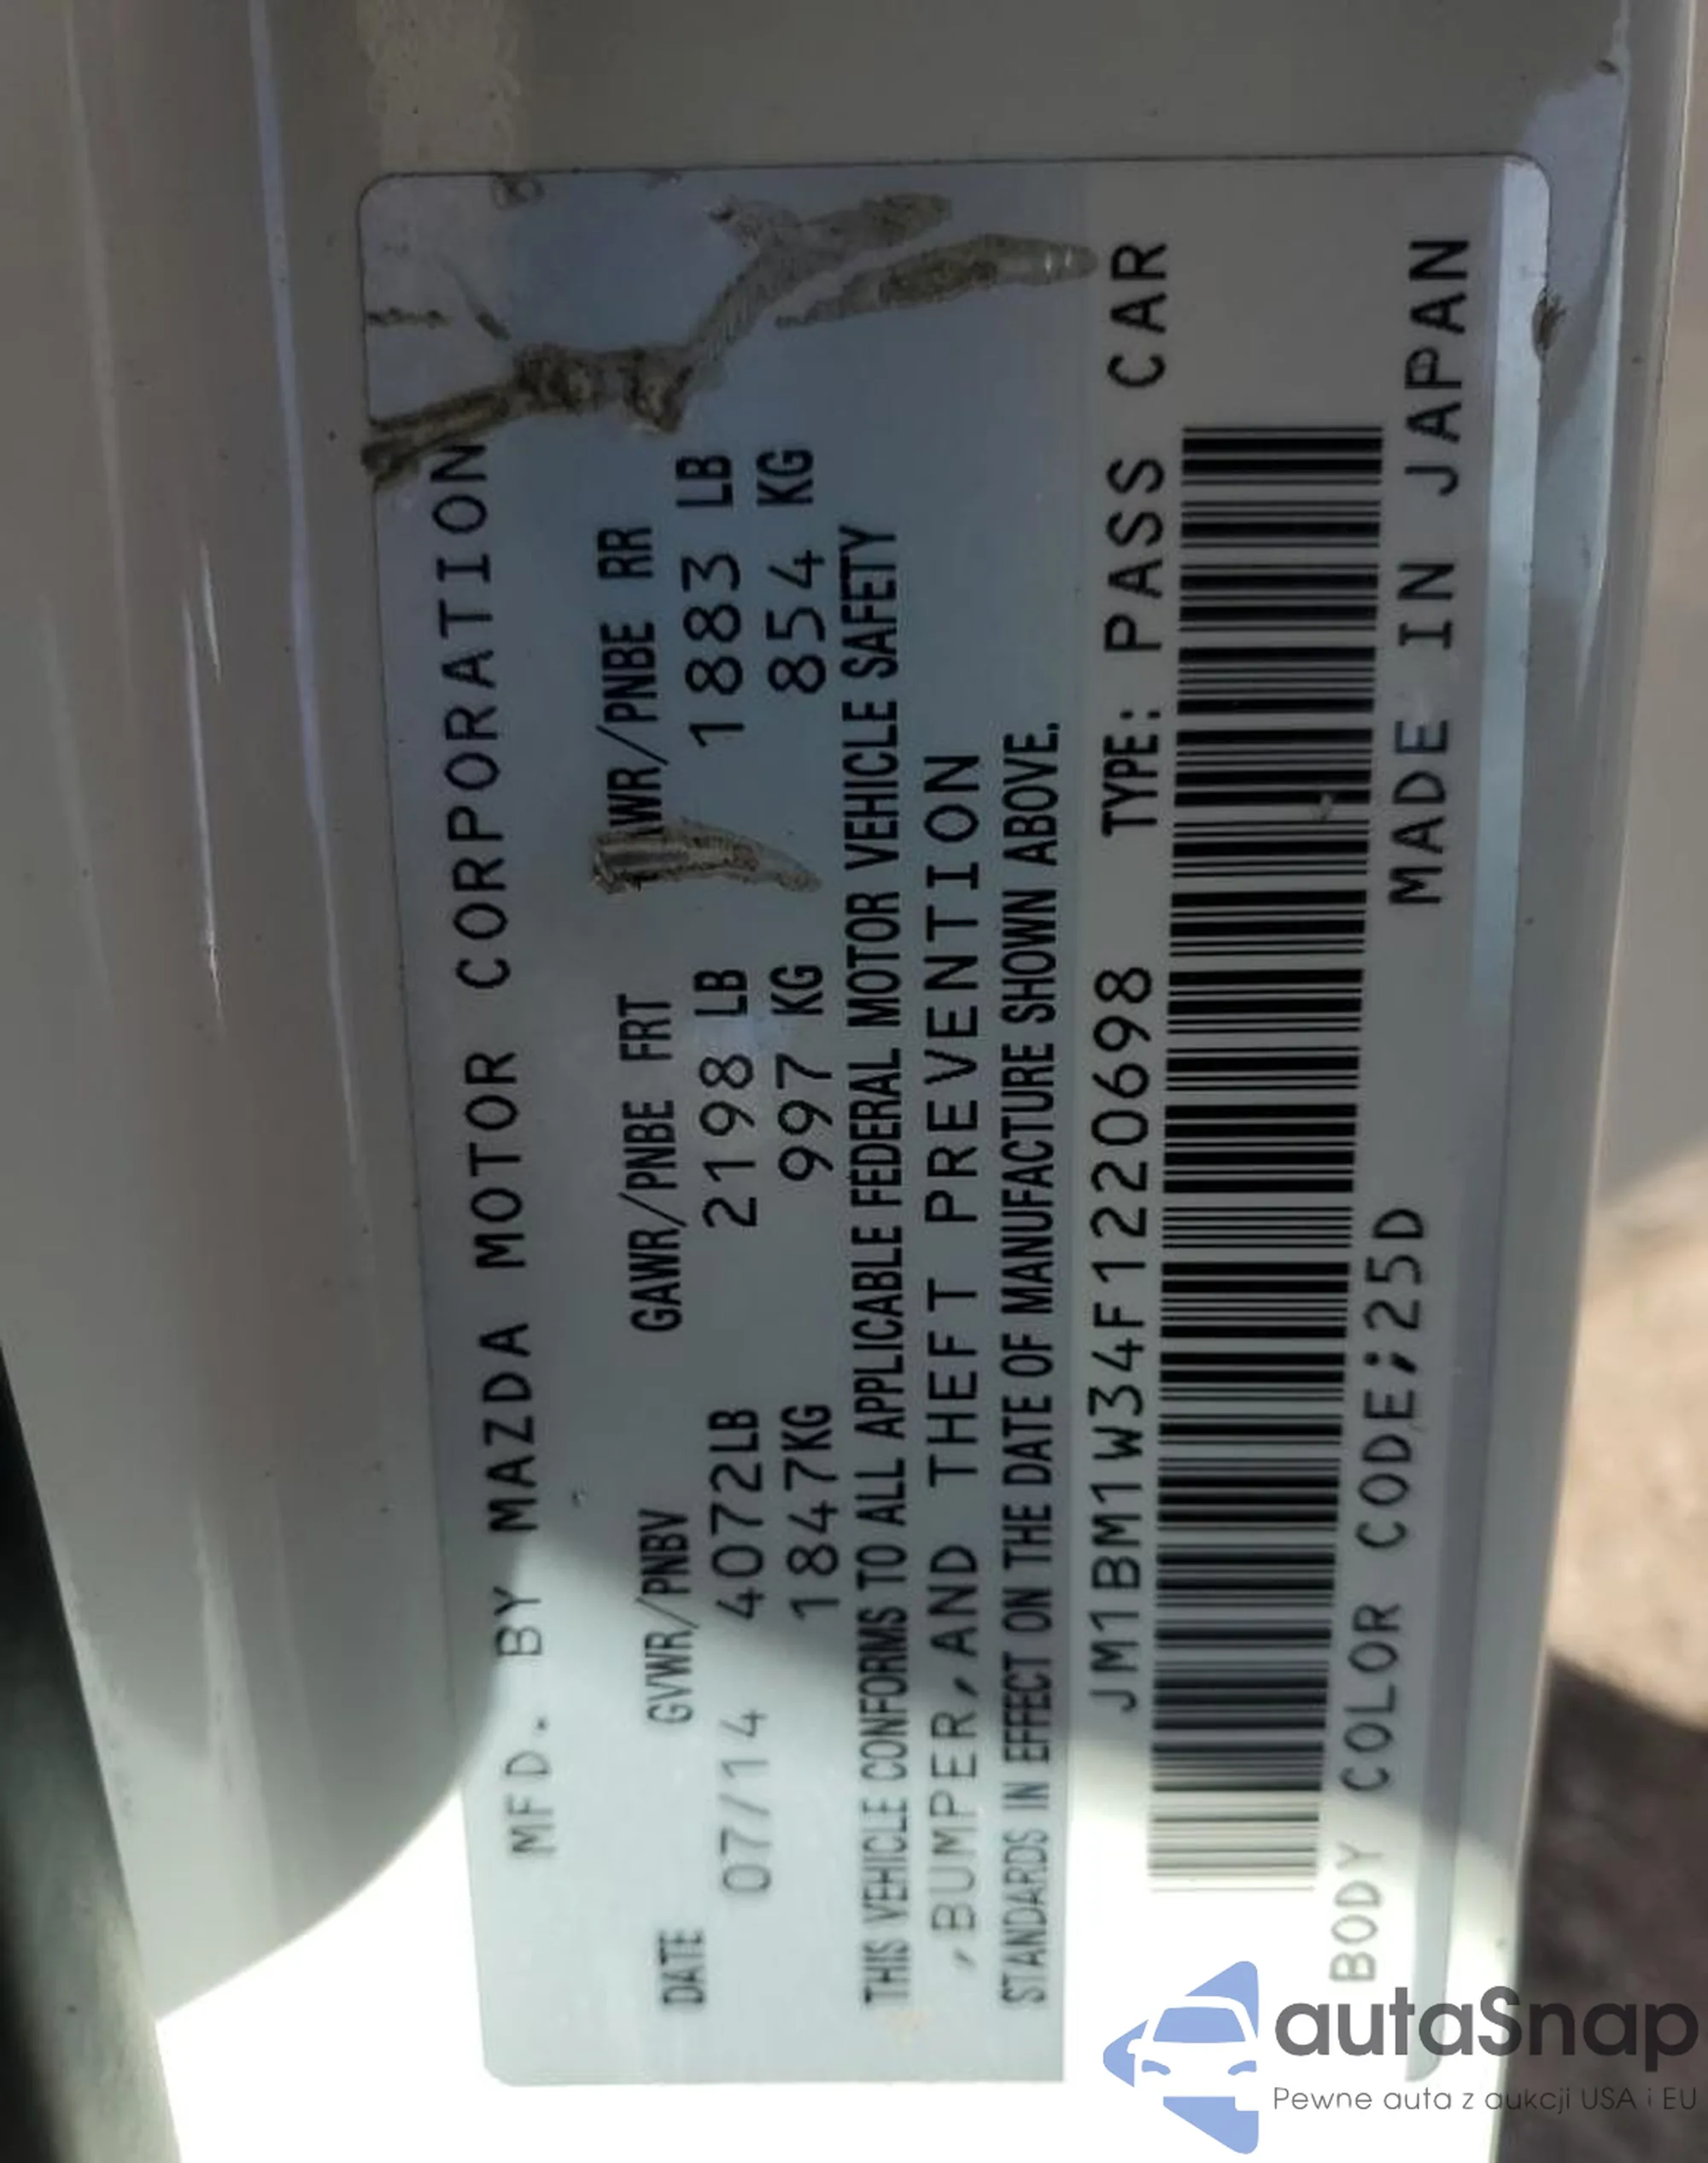 MFD. BY MAZDA MOTOR CORPORATION
GVWR/PNBV GAWR/PNBE FRT AWR/PNBE RR
DATE 07/14 4072LB 2198 LB 1883 LB
1847KG 997 KG 854 KG
THIS VEHICLE CONFORMS TO ALL APPLICABLE FEDERAL MOTOR VEHICLE SAFETY
,BUMPER,AND THEFT PREVENTION
STANDARDS IN EFFECT ON THE DATE OF MANUFACTURE SHOWN ABOVE.
JM1BM1W34F1220698 TYPE: PASS CAR
BODY COLOR CODE;25D MADE IN JAPAN
autaSnap
Pewne auta z aukcji USA i EU